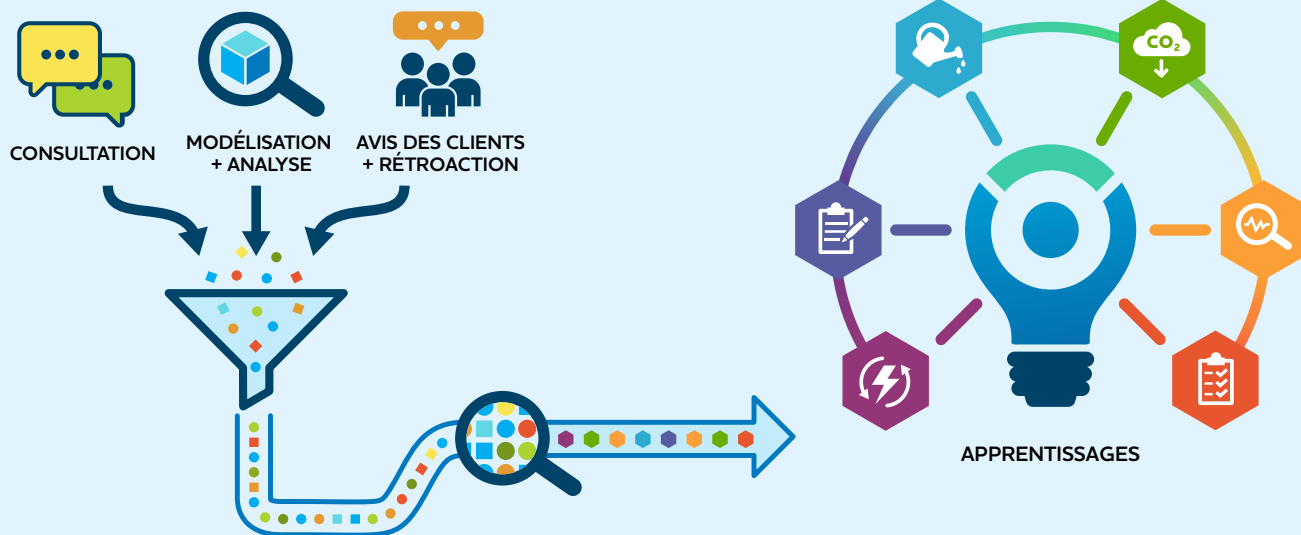 CONSULTATION
MODÉLISATION
+ ANALYSE
AVIS DES CLIENTS
+ RÉTROACTION
CO₂
APPRENTISSAGES